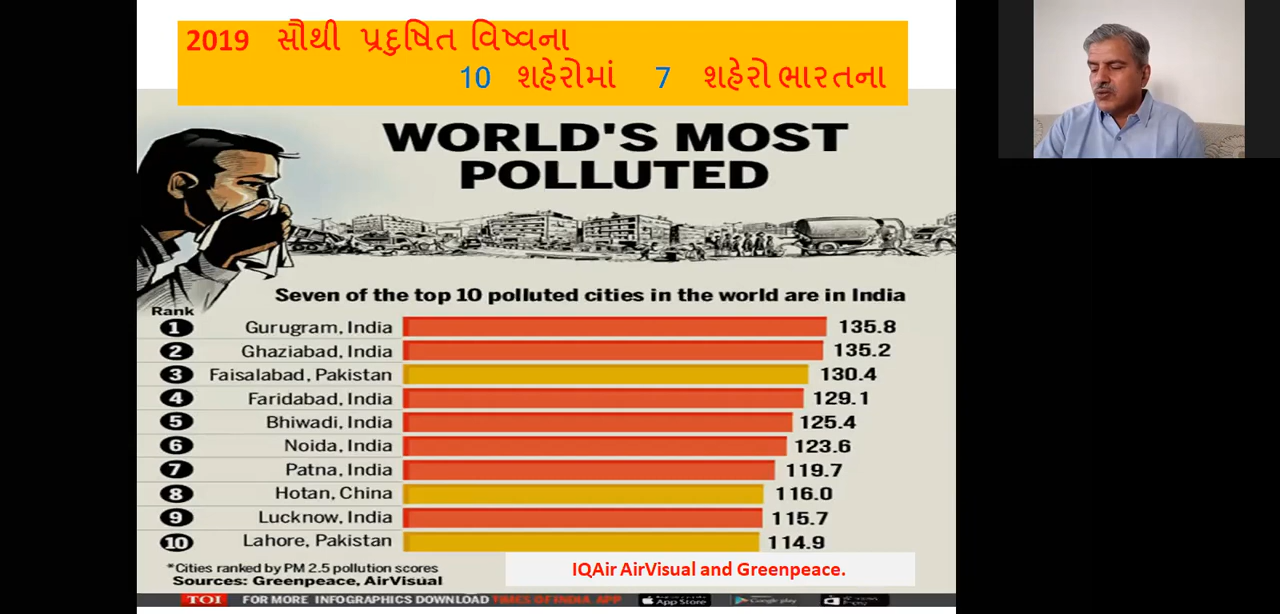 2019 સૌથી પ્રદુષિત વિષ્વના
10 શહેરોમાં 7 શહેરો ભારતના
WORLD'S MOST
POLLUTED
Seven of the top 10 polluted cities in the world are in India
Rank
1 Gurugram, India 135.8
2 Ghaziabad, India 135.2
3 Faisalabad, Pakistan 130.4
4 Faridabad, India 129.1
5 Bhiwadi, India 125.4
6 Noida, India 123.6
7 Patna, India 119.7
8 Hotan, China 116.0
9 Lucknow, India 115.7
10 Lahore, Pakistan 114.9
*Cities ranked by PM 2.5 pollution scores
Sources: Greenpeace, AirVisual
IQAir AirVisual and Greenpeace.
TOI FOR MORE INFOGRAPHICS DOWNLOAD TIMES OF INDIA APP App Store Google play